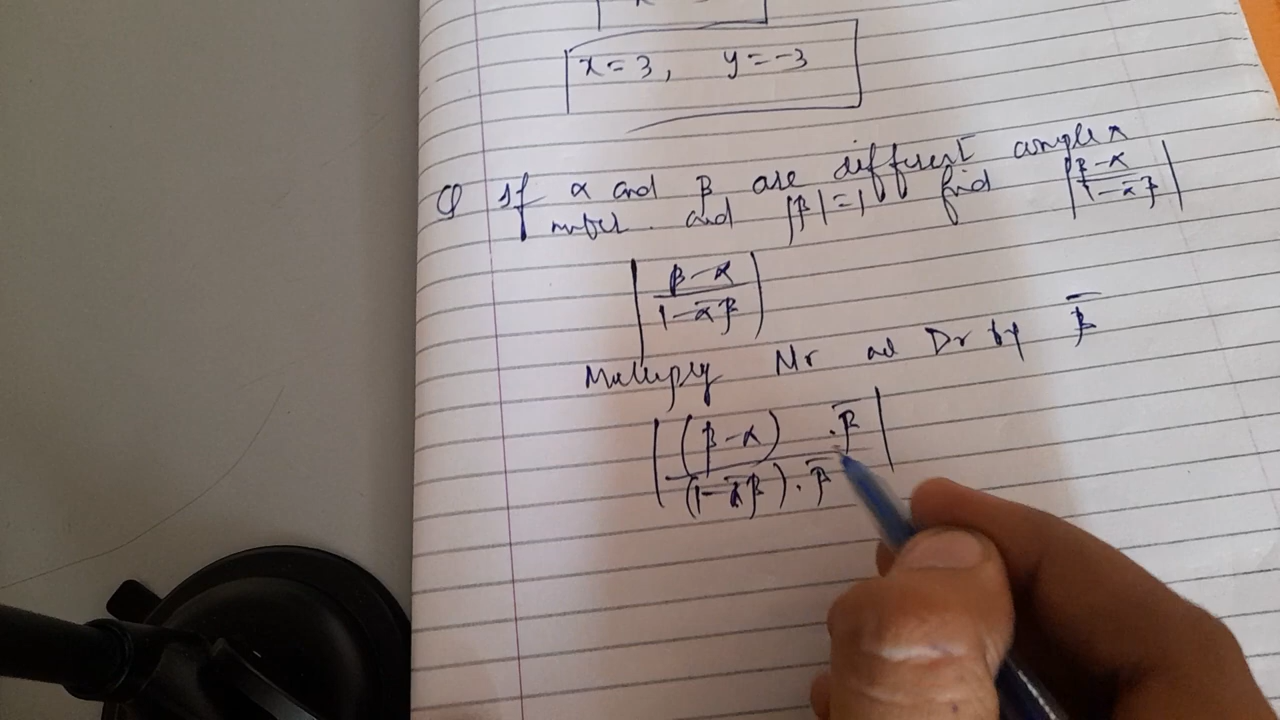 x = 3, y = -3
Q If α and β are different complex
number. and |β| = 1 find |β-α / 1-ᾱβ|
|β-α / 1-ᾱβ|
Multiply Nr and Dr by β̄
|(β-α) . β̄ / (1-ᾱβ) . β̄|